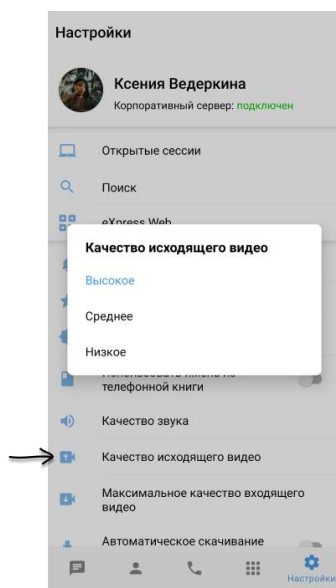 Настройки
Ксения Ведеркина
Корпоративный сервер: подключен
Открытые сессии
Поиск
eXpress Web
Качество исходящего видео
Высокое
Среднее
Низкое
телефонной книги
Качество звука
Качество исходящего видео
Максимальное качество входящего
видео
Автоматическое скачивание
Настройки